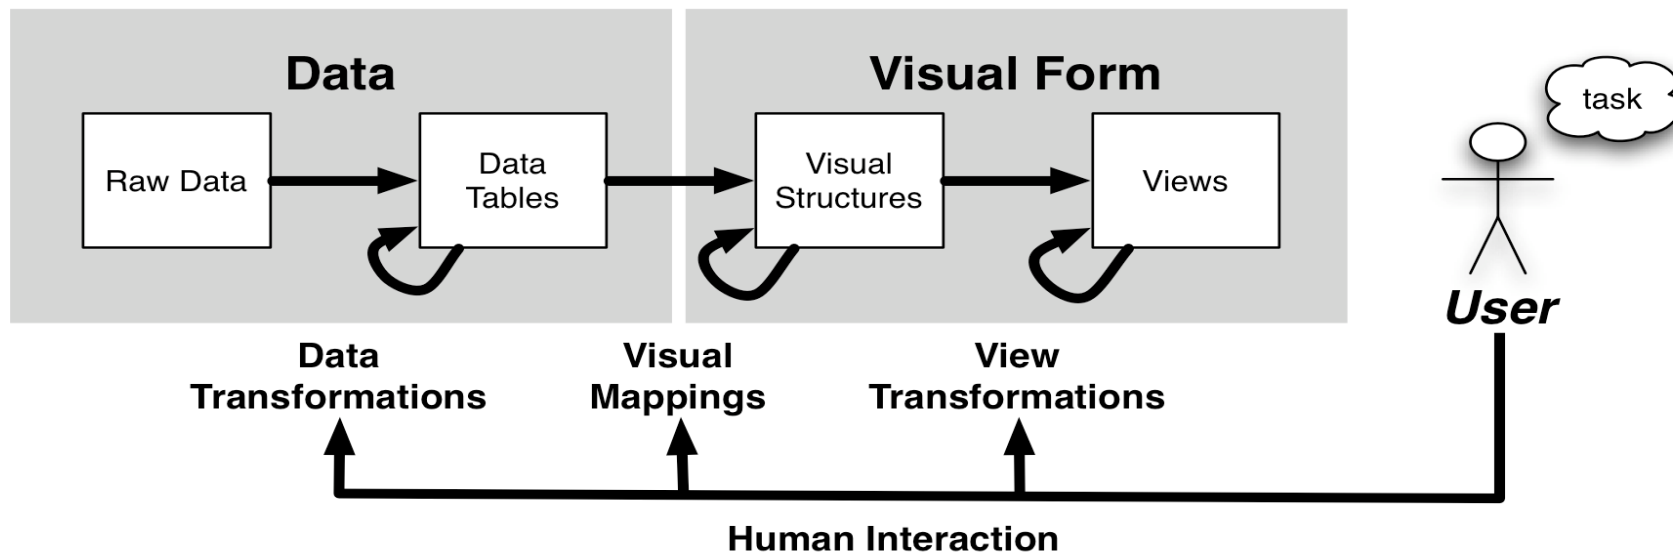 Data
Visual Form
task
Raw Data
Data
Tables
Visual
Structures
Views
User
Data
Transformations
Visual
Mappings
View
Transformations
Human Interaction